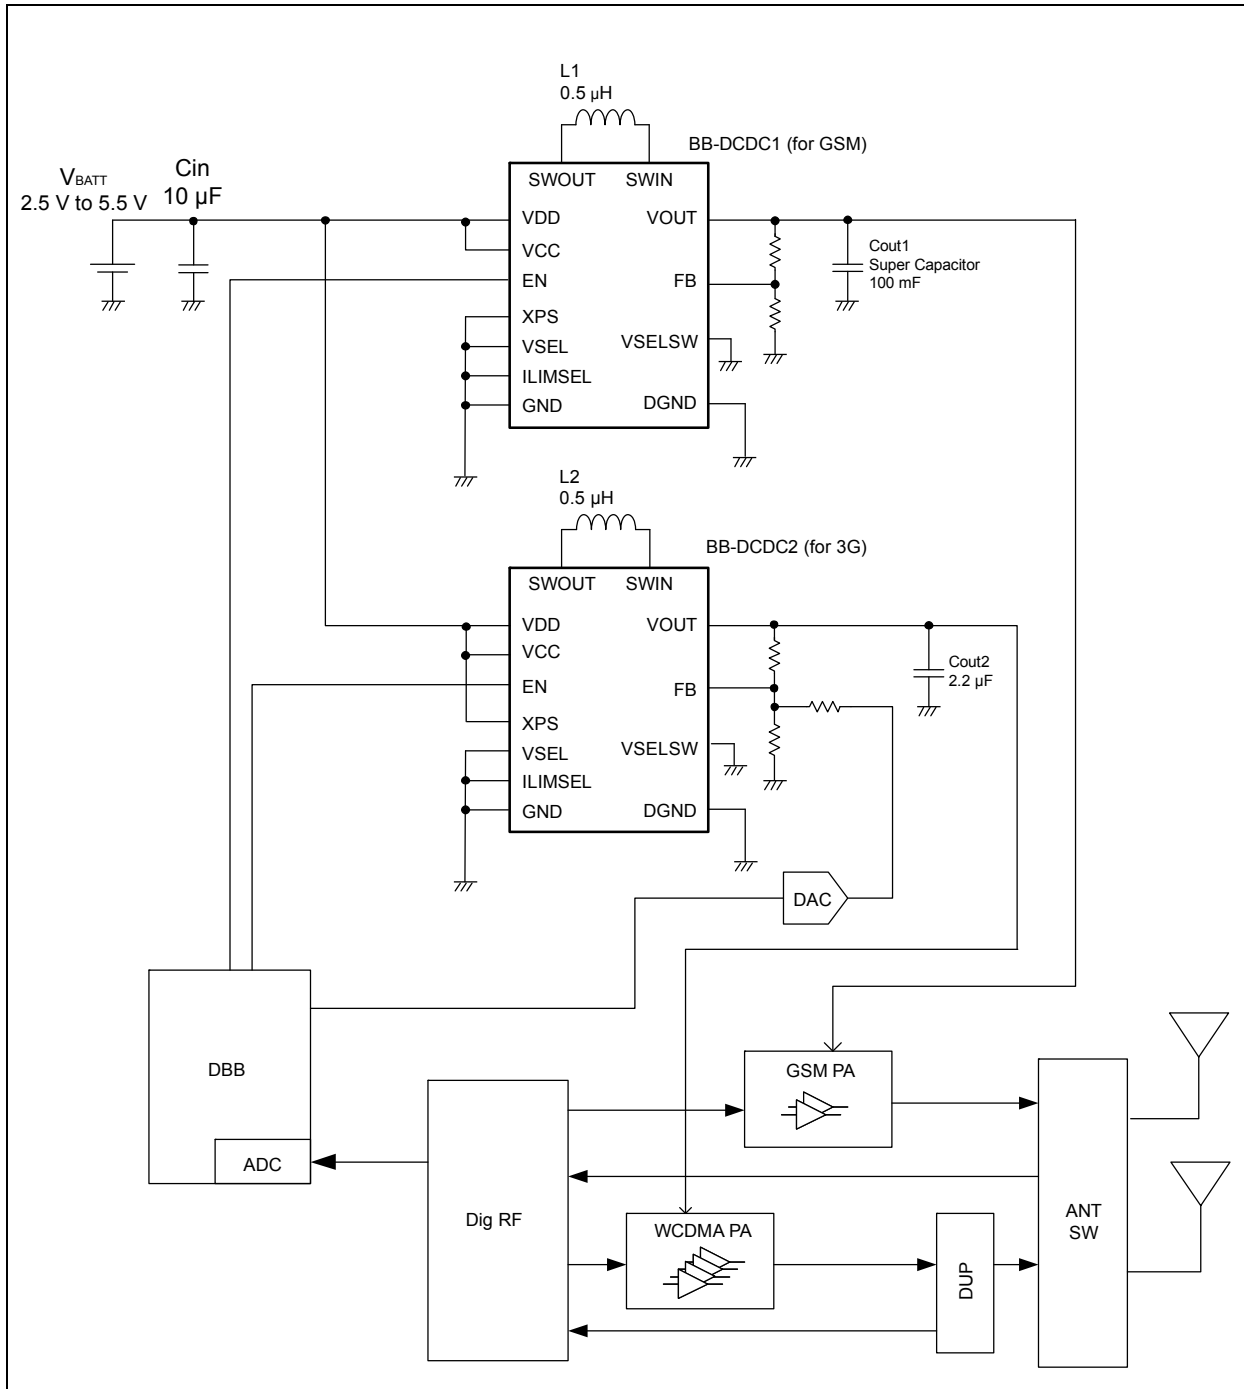 L1
0.5 µH
BB-DCDC1 (for GSM)
VBATT
2.5 V to 5.5 V
Cin
10 µF
SWOUT
SWIN
VDD
VCC
EN
XPS
VSEL
ILIMSEL
GND
VOUT
FB
VSELSW
DGND
Cout1
Super Capacitor
100 mF
L2
0.5 µH
BB-DCDC2 (for 3G)
SWOUT
SWIN
VDD
VCC
EN
XPS
VSEL
ILIMSEL
GND
VOUT
FB
VSELSW
DGND
Cout2
2.2 µF
DAC
DBB
ADC
Dig RF
GSM PA
WCDMA PA
DUP
ANT
SW